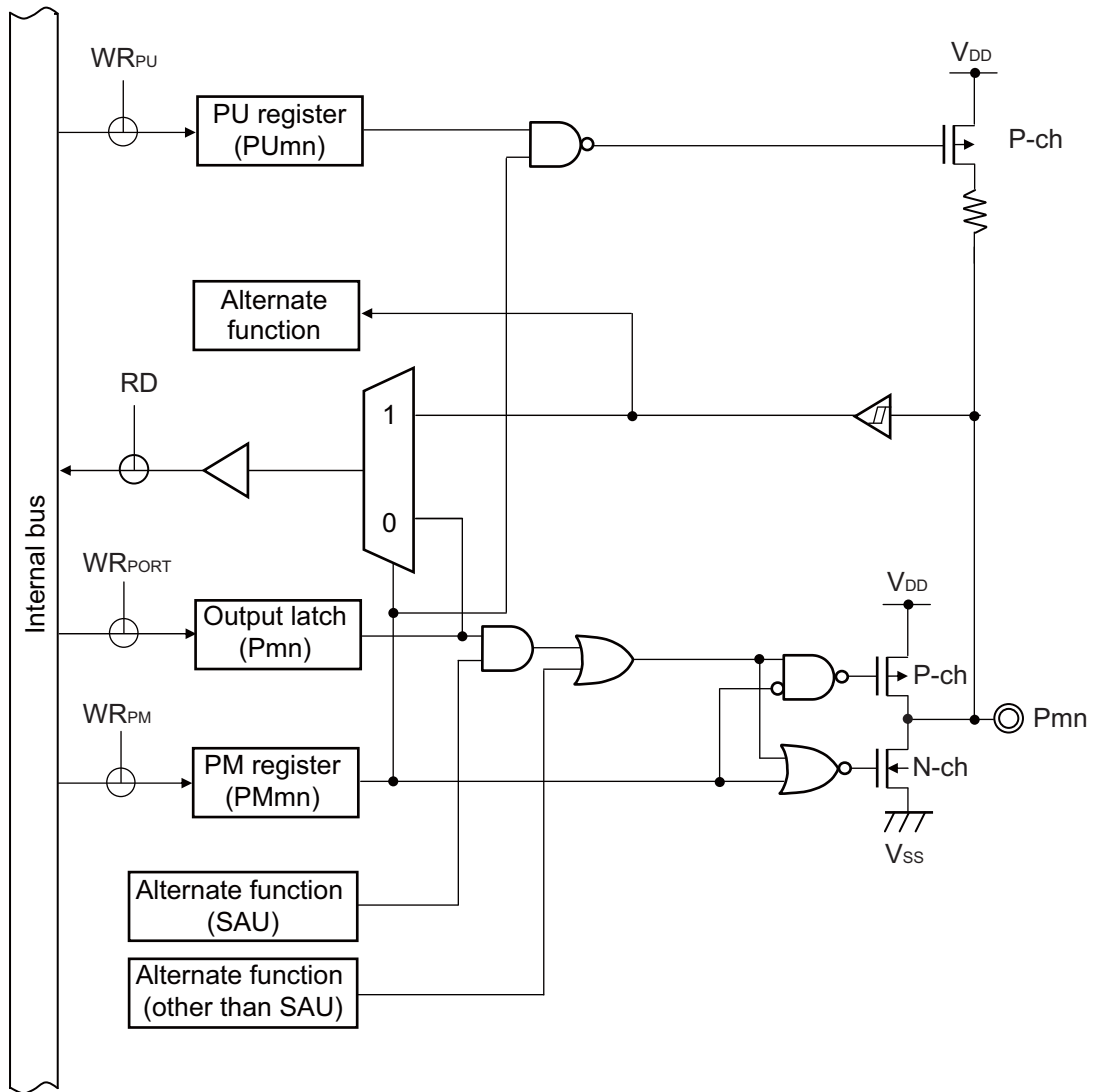 WRPU
PU register
(PUmn)
VDD
P-ch
Alternate
function
RD
1
0
Internal bus
WRPORT
Output latch
(Pmn)
VDD
P-ch
Pmn
WRPM
PM register
(PMmn)
N-ch
VSS
Alternate function
(SAU)
Alternate function
(other than SAU)